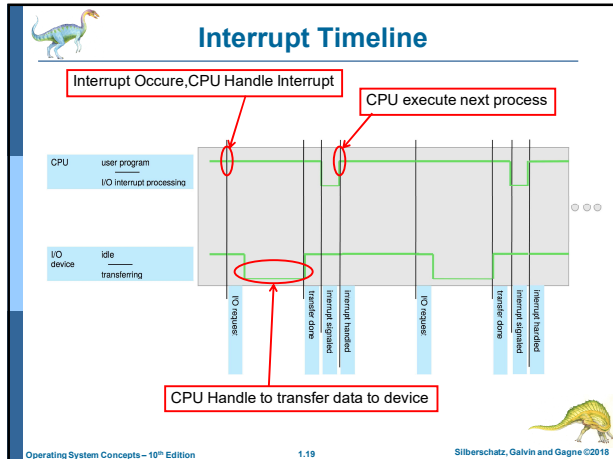 Interrupt Timeline
Interrupt Occure,CPU Handle Interrupt
CPU execute next process
CPU
user program
I/O interrupt processing
I/O
device
idle
transferring
I/O reques
transfer done
interrupt signaled
interrupt handled
I/O reques
transfer done
interrupt signaled
interrupt handled
CPU Handle to transfer data to device
Operating System Concepts – 10th Edition
1.19
Silberschatz, Galvin and Gagne ©2018